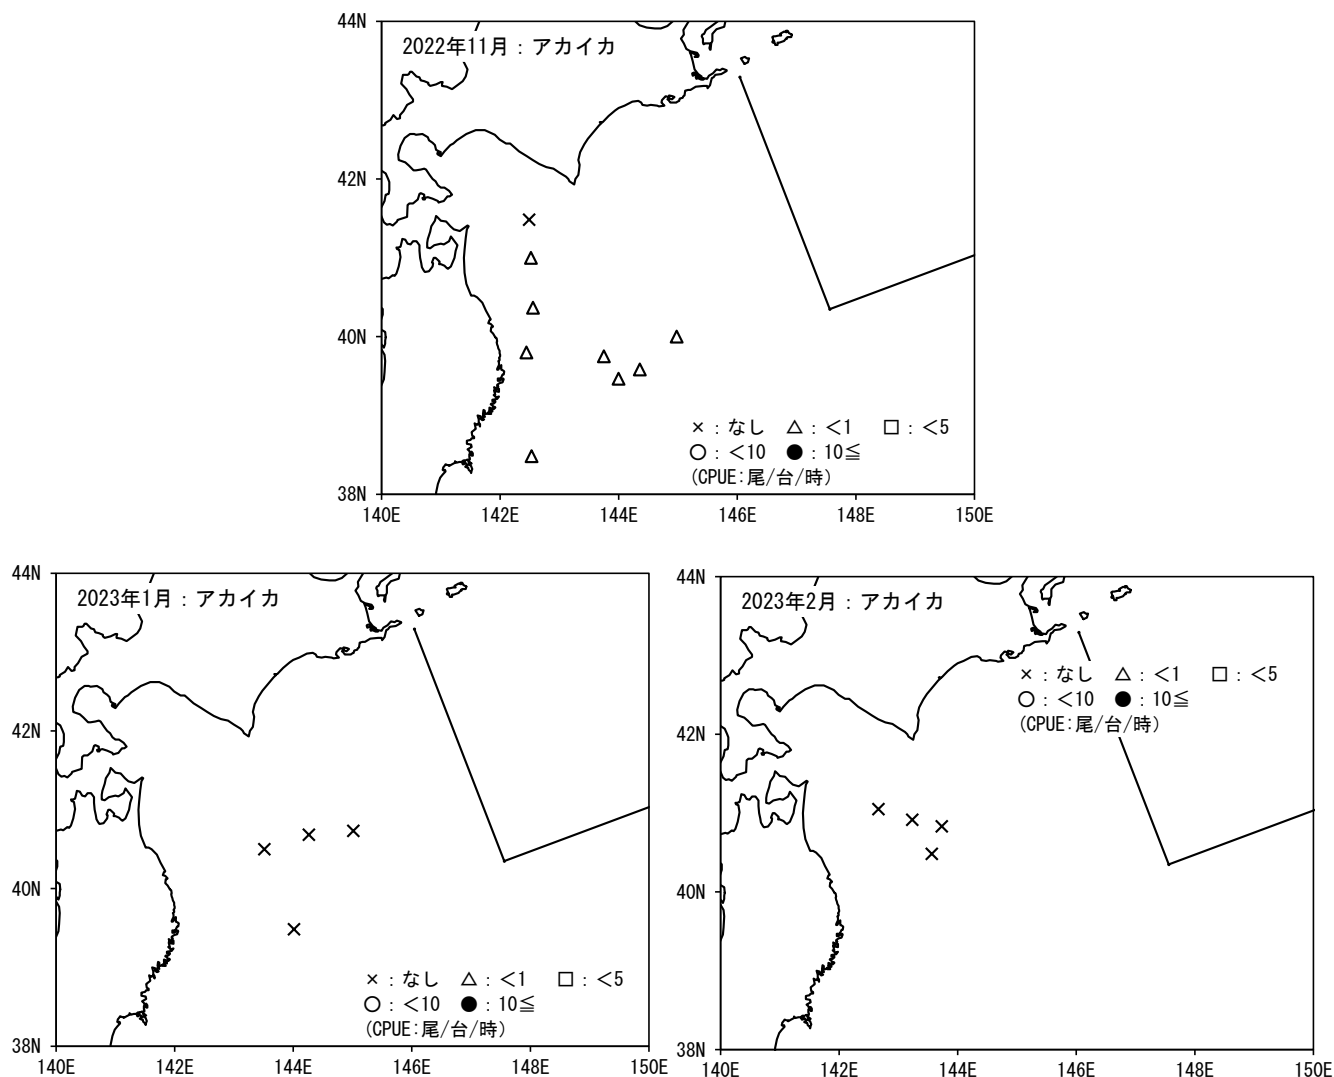 44N
2022年11月：アカイカ
42N
40N
×：なし △：＜1 □：＜5
○：＜10 ●：10≦
(CPUE:尾/台/時)
38N
140E 142E 144E 146E 148E 150E
44N
2023年1月：アカイカ
42N
40N
×：なし △：＜1 □：＜5
○：＜10 ●：10≦
(CPUE:尾/台/時)
38N
140E 142E 144E 146E 148E 150E
44N
2023年2月：アカイカ
×：なし △：＜1 □：＜5
○：＜10 ●：10≦
(CPUE:尾/台/時)
42N
40N
38N
140E 142E 144E 146E 148E 150E